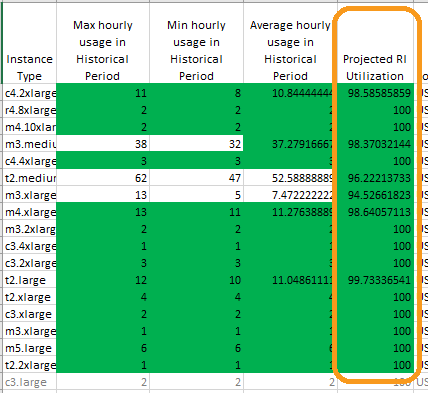 Instance Type Max hourly usage in Historical Period Min hourly usage in Historical Period Average hourly usage in Historical Period Projected RI Utilization
c4.2xlarge 11 8 10.84444444 98.58585859 US
r4.8xlarge 2 2 2 100 US
m4.10xlar 2 2 2 100 US
m3.mediu 38 32 37.27916667 98.37032144 US
c4.4xlarge 3 3 3 100 US
t2.medium 62 47 52.58888889 96.22213733 US
m3.xlarge 13 5 7.472222222 94.52661823 US
m4.xlarge 13 11 11.27638889 98.64057113 US
m3.2xlarg 2 2 2 100 US
c3.4xlarge 1 1 1 100 US
c3.2xlarge 3 3 3 100 US
t2.large 12 10 11.04861111 99.73336541 US
t2.xlarge 4 4 4 100 US
c3.xlarge 2 2 2 100 US
m3.xlarge 1 1 1 100 US
m5.large 6 6 6 100 US
t2.2xlarge 1 1 1 100 US
c3.large 2 2 2 100 US